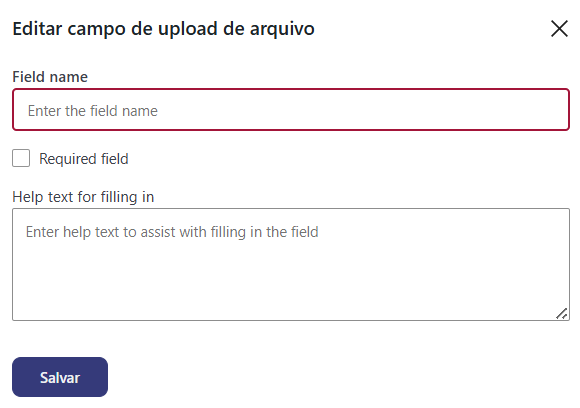 Editar campo de upload de arquivo
Field name
Enter the field name
Required field
Help text for filling in
Enter help text to assist with filling in the field
Salvar